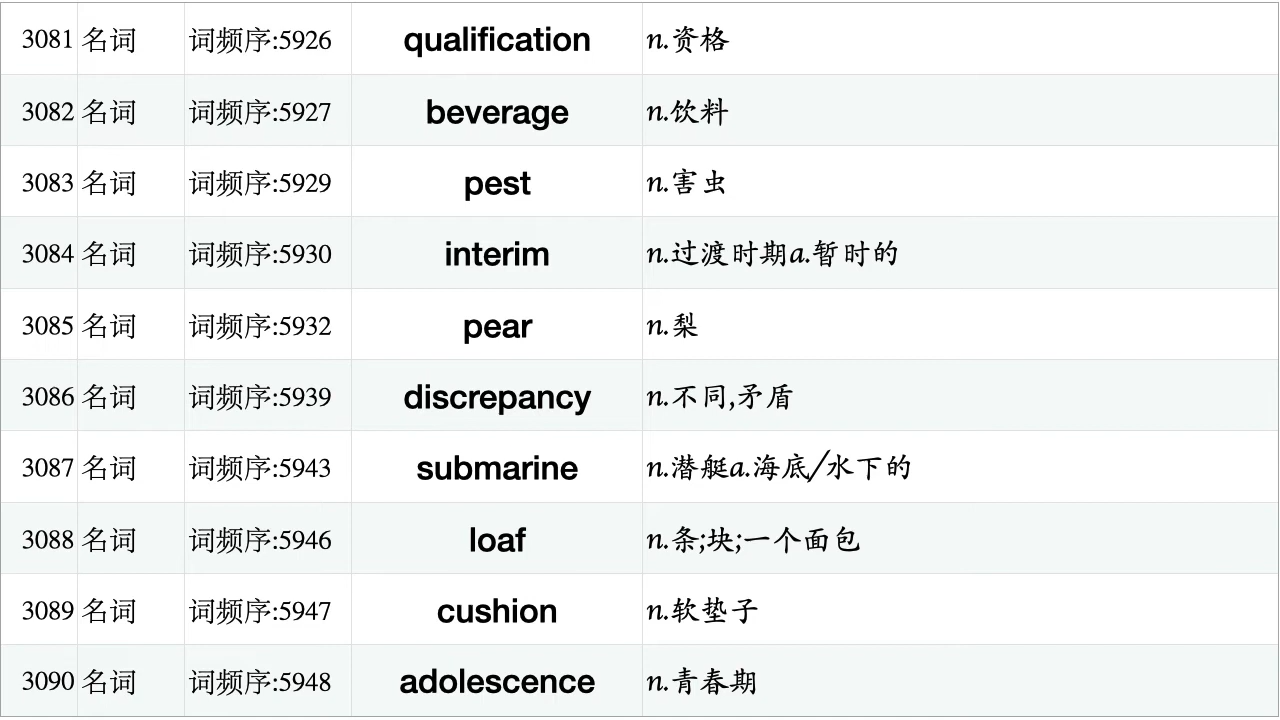 3081 名词 词频序:5926 qualification n.资格
3082 名词 词频序:5927 beverage n.饮料
3083 名词 词频序:5929 pest n.害虫
3084 名词 词频序:5930 interim n.过渡时期a.暂时的
3085 名词 词频序:5932 pear n.梨
3086 名词 词频序:5939 discrepancy n.不同,矛盾
3087 名词 词频序:5943 submarine n.潜艇a.海底/水下的
3088 名词 词频序:5946 loaf n.条;块;一个面包
3089 名词 词频序:5947 cushion n.软垫子
3090 名词 词频序:5948 adolescence n.青春期